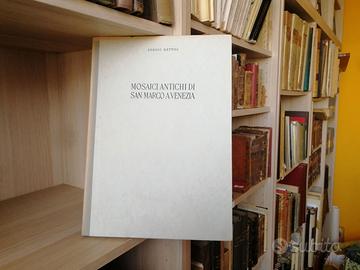 SERGIO BETTINI
MOSAICI ANTICHI DI
SAN MARCO A VENEZIA
subito